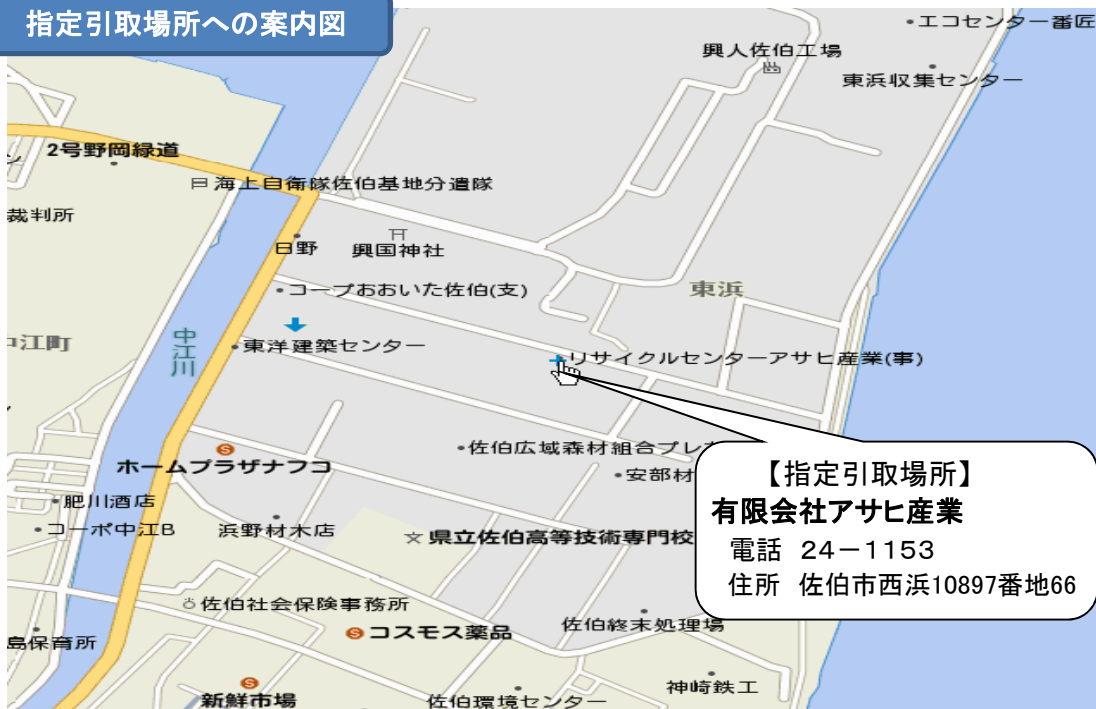 指定引取場所への案内図
エコセンター番匠
興人佐伯工場
東浜収集センター
2号野岡緑道
海上自衛隊佐伯基地分遣隊
裁判所
日野
興国神社
東浜
コープおおいた佐伯(支)
中江川
中江町
東洋建築センター
リサイクルセンターアサヒ産業(事)
佐伯広域森材組合プレ
安部材
ホームプラザナフコ
肥川酒店
コーポ中江B
浜野材木店
県立佐伯高等技術専門校
【指定引取場所】
有限会社アサヒ産業
電話 24－1153
住所 佐伯市西浜10897番地66
佐伯社会保険事務所
コスモス薬品
佐伯終末処理場
島保育所
神崎鉄工
新鮮市場
佐伯環境センター